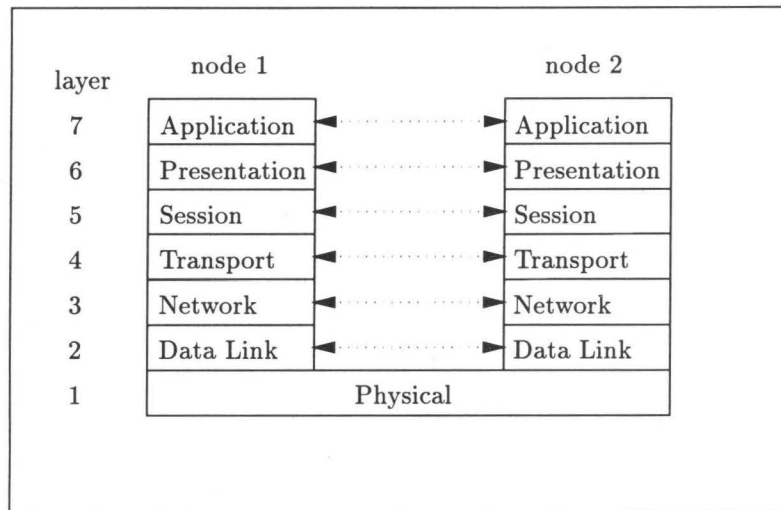 node 1 node 2
layer
7 Application Application
6 Presentation Presentation
5 Session Session
4 Transport Transport
3 Network Network
2 Data Link Data Link
1 Physical